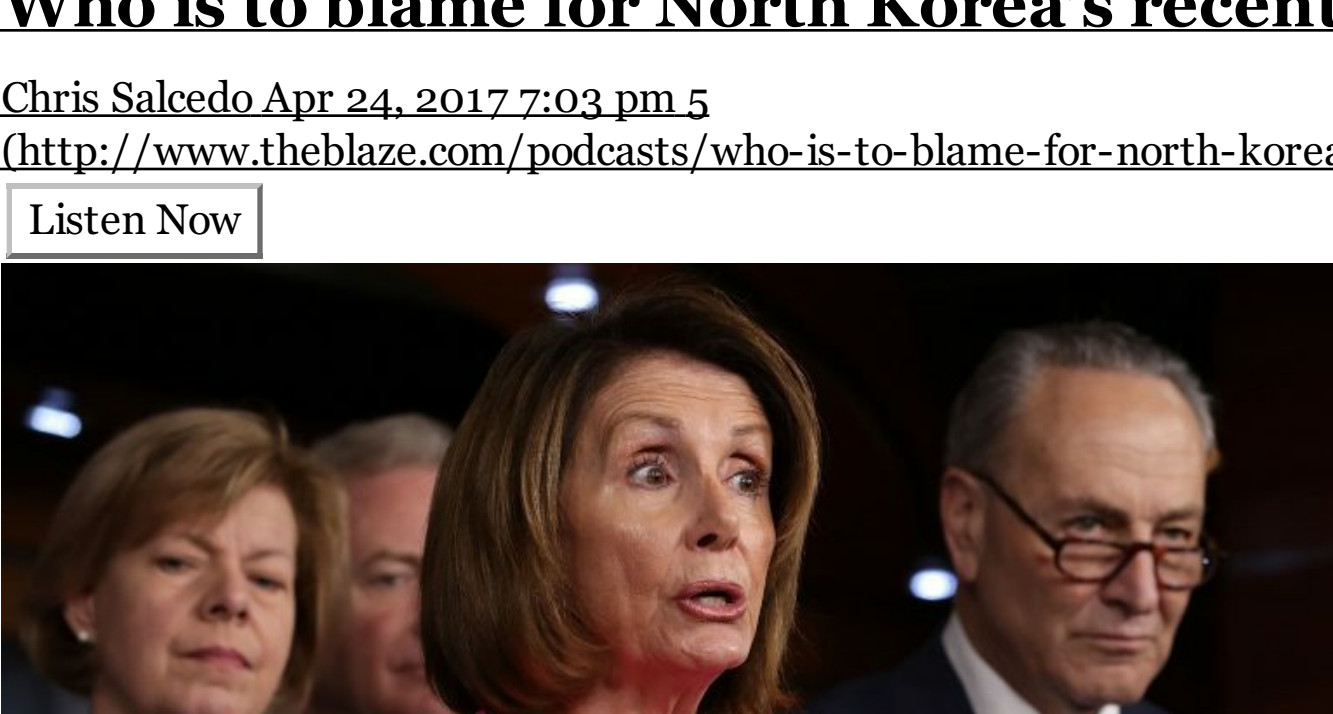 Who is to blame for North Korea's recent
Chris Salcedo Apr 24, 2017 7:03 pm 5
(http://www.theblaze.com/podcasts/who-is-to-blame-for-north-korea
Listen Now